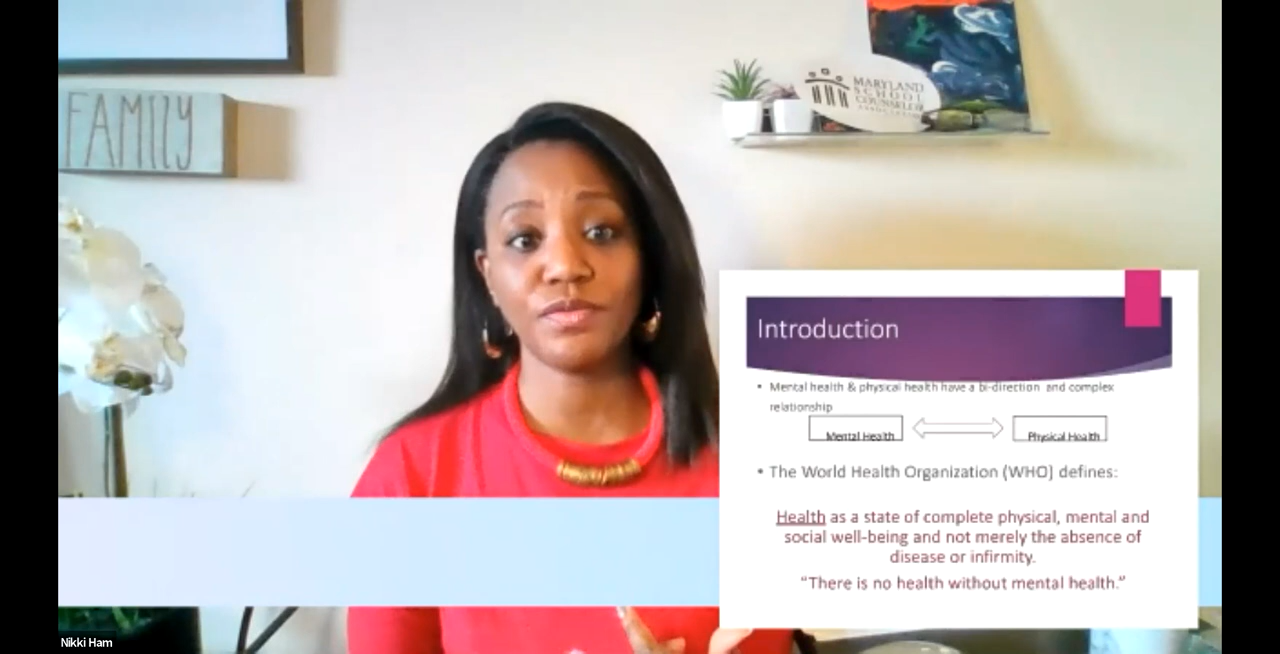 FAMILY
MARYLAND
SCHOOL
COUNSELOR
Introduction
• Mental health & physical health have a bi-direction and complex
relationship
Mental Health
Physical Health
• The World Health Organization (WHO) defines:
Health as a state of complete physical, mental and
social well-being and not merely the absence of
disease or infirmity.
“There is no health without mental health.”
Nikki Ham